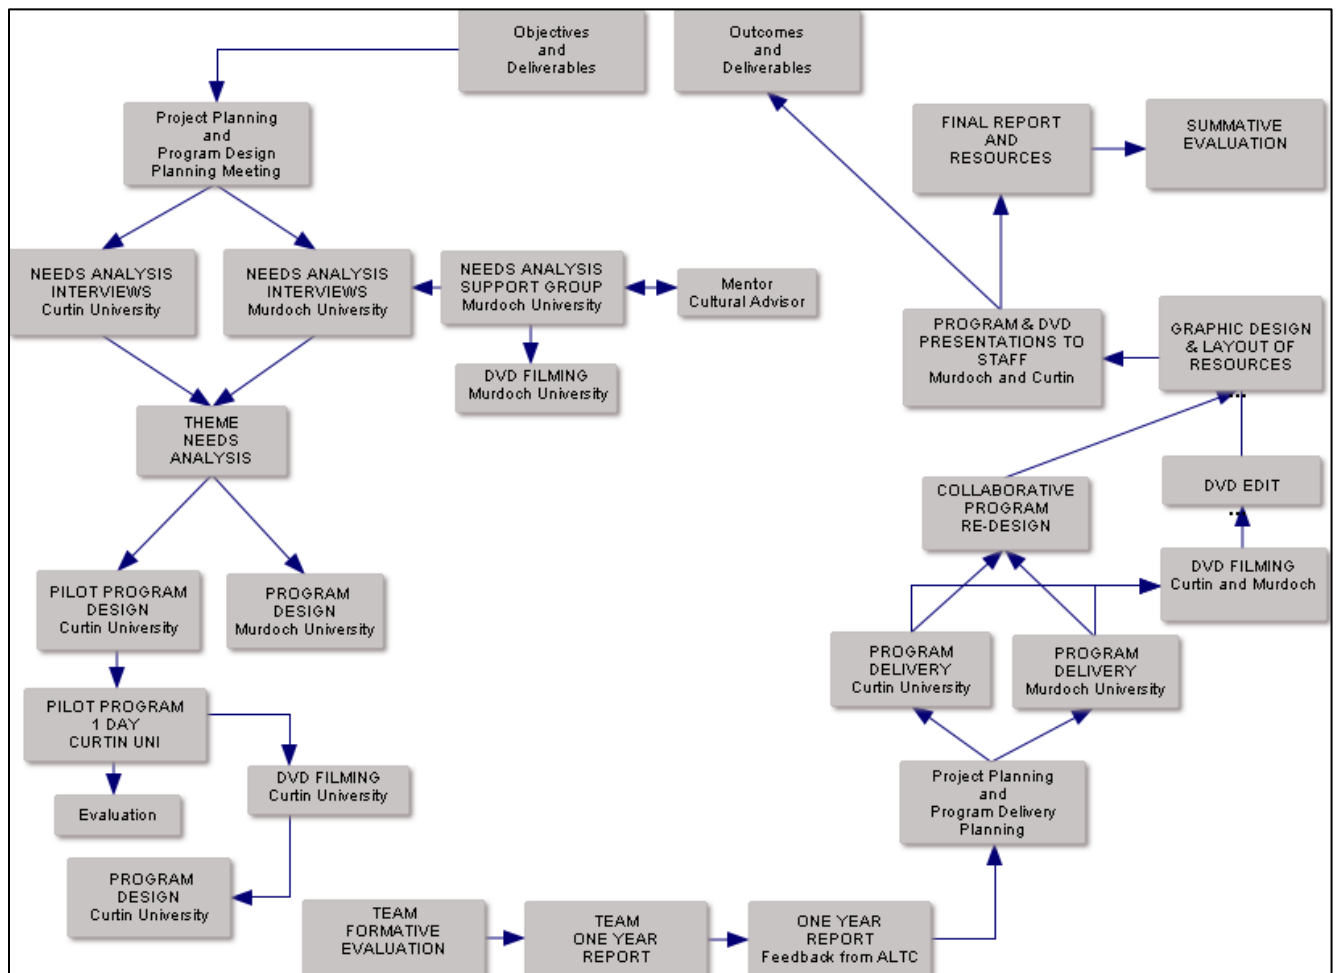 Objectives
and
Deliverables
Outcomes
and
Deliverables
Project Planning
and
Program Design
Planning Meeting
FINAL REPORT
AND
RESOURCES
SUMMATIVE
EVALUATION
NEEDS ANALYSIS
INTERVIEWS
Curtin University
NEEDS ANALYSIS
INTERVIEWS
Murdoch University
NEEDS ANALYSIS
SUPPORT GROUP
Murdoch University
Mentor
Cultural Advisor
DVD FILMING
Murdoch University
PROGRAM & DVD
PRESENTATIONS TO
STAFF
Murdoch and Curtin
GRAPHIC DESIGN
& LAYOUT OF
RESOURCES
...
THEME
NEEDS
ANALYSIS
COLLABORATIVE
PROGRAM
RE-DESIGN
DVD EDIT
...
DVD FILMING
Curtin and Murdoch
PILOT PROGRAM
DESIGN
Curtin University
PROGRAM
DESIGN
Murdoch University
PROGRAM
DELIVERY
Curtin University
PROGRAM
DELIVERY
Murdoch University
PILOT PROGRAM
1 DAY
CURTIN UNI
DVD FILMING
Curtin University
Evaluation
Project Planning
and
Program Delivery
Planning
PROGRAM
DESIGN
Curtin University
TEAM
FORMATIVE
EVALUATION
TEAM
ONE YEAR
REPORT
ONE YEAR
REPORT
Feedback from ALTC